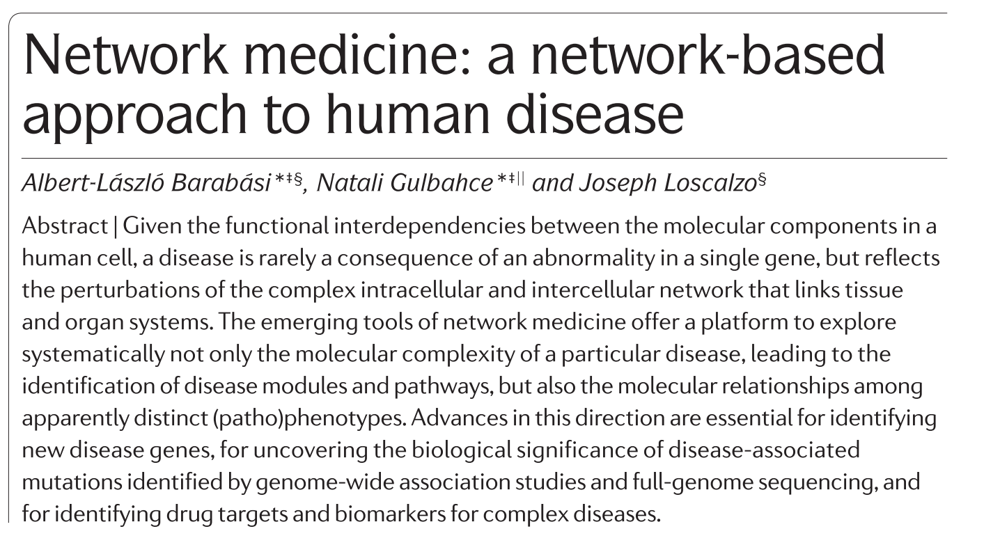 Network medicine: a network-based
approach to human disease
Albert-László Barabási*‡§, Natali Gulbahce*‡|| and Joseph Loscalzo§
Abstract | Given the functional interdependencies between the molecular components in a
human cell, a disease is rarely a consequence of an abnormality in a single gene, but reflects
the perturbations of the complex intracellular and intercellular network that links tissue
and organ systems. The emerging tools of network medicine offer a platform to explore
systematically not only the molecular complexity of a particular disease, leading to the
identification of disease modules and pathways, but also the molecular relationships among
apparently distinct (patho)phenotypes. Advances in this direction are essential for identifying
new disease genes, for uncovering the biological significance of disease-associated
mutations identified by genome-wide association studies and full-genome sequencing, and
for identifying drug targets and biomarkers for complex diseases.